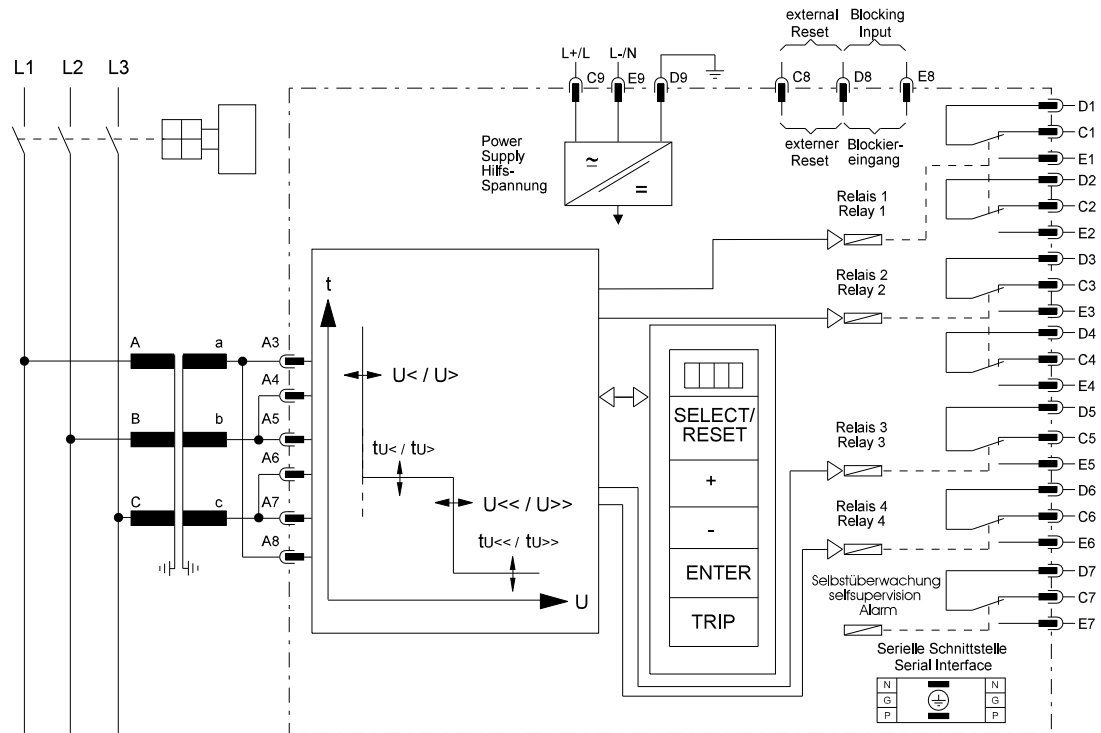 external
Reset
Blocking
Input
L+/L
L-/N
C9
E9
D9
C8
D8
E8
externer
Reset
Blockier-
eingang
L1
L2
L3
Power
Supply
Hilfs-
Spannung
≃
=
D1
C1
E1
D2
C2
E2
D3
C3
E3
D4
C4
E4
D5
C5
E5
D6
C6
E6
D7
C7
E7
Relais 1
Relay 1
Relais 2
Relay 2
Relais 3
Relay 3
Relais 4
Relay 4
Selbstüberwachung
selfsupervision
Alarm
Serielle Schnittstelle
Serial Interface
N
G
P
N
G
P
A
a
B
b
C
c
A3
A4
A5
A6
A7
A8
t
U< / U>
tU< / tU>
U<< / U>>
tU<< / tU>>
U
SELECT/
RESET
+
-
ENTER
TRIP